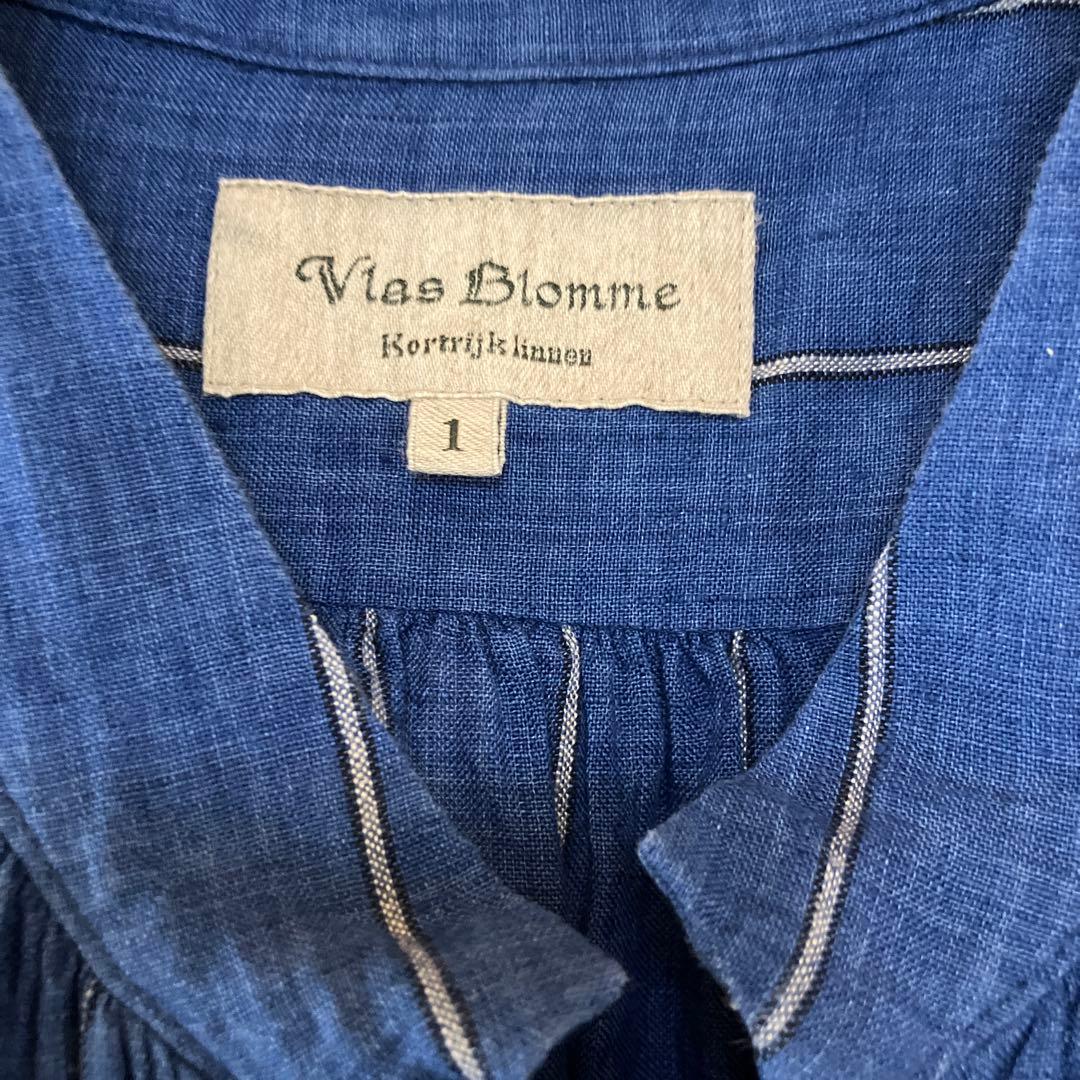 Vlas Blomme
Kortrijk linnen
1